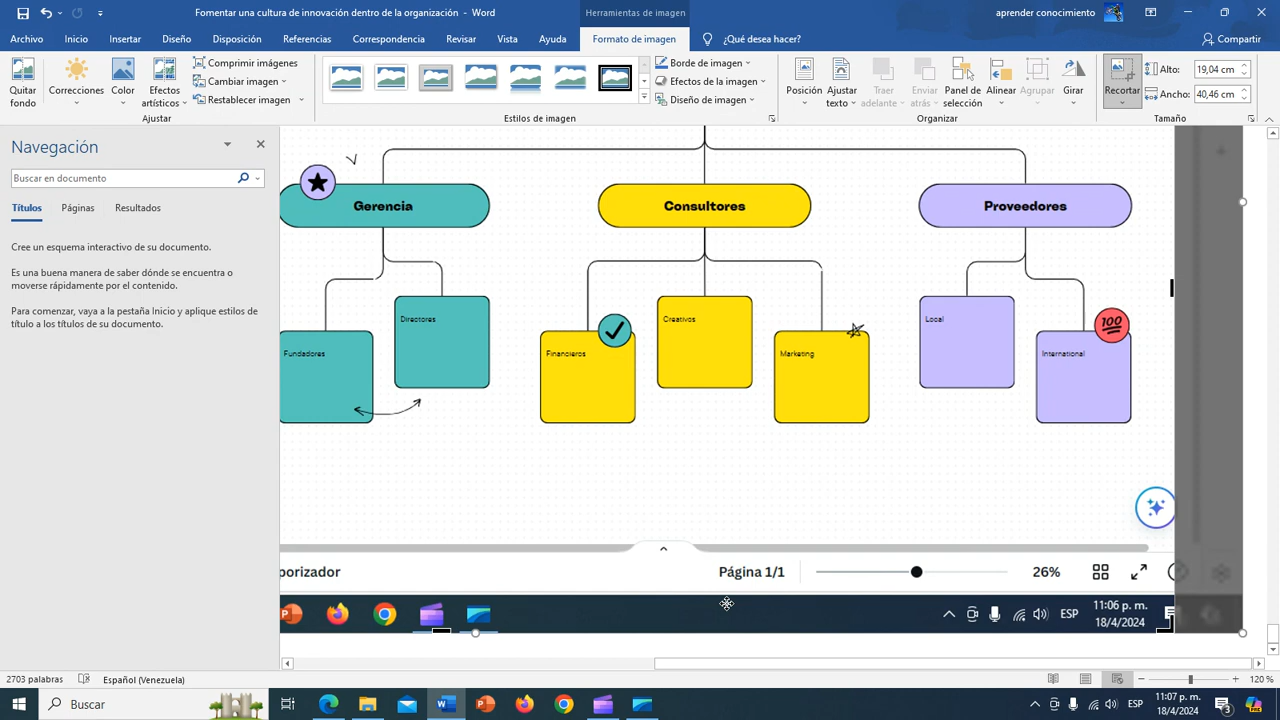 Fomentar una cultura de innovación dentro de la organización - Word
Herramientas de imagen
aprender conocimiento
Archivo Inicio Insertar Diseño Disposición Referencias Correspondencia Revisar Vista Ayuda Formato de imagen ¿Qué desea hacer? Compartir
Quitar fondo
Correcciones
Color
Efectos artísticos
Comprimir imágenes
Cambiar imagen
Restablecer imagen
Ajustar
Estilos de imagen
Borde de imagen
Efectos de la imagen
Diseño de imagen
Posición
Ajustar texto
Traer adelante
Enviar atrás
Panel de selección
Alinear
Agrupar
Girar
Organizar
Recortar
Alto: 19,04 cm
Ancho: 40,46 cm
Tamaño
Navegación
Buscar en documento
Títulos Páginas Resultados
Cree un esquema interactivo de su documento.
Es una buena manera de saber dónde se encuentra o
moverse rápidamente por el contenido.
Para comenzar, vaya a la pestaña Inicio y aplique estilos de
título a los títulos de su documento.
Gerencia
Consultores
Proveedores
Directores
Creativos
Local
100
Fundadores
Financieros
Marketing
International
porizador
Página 1/1
26%
ESP
11:06 p. m.
18/4/2024
2703 palabras
Español (Venezuela)
120 %
Buscar
ESP
11:07 p. m.
18/4/2024